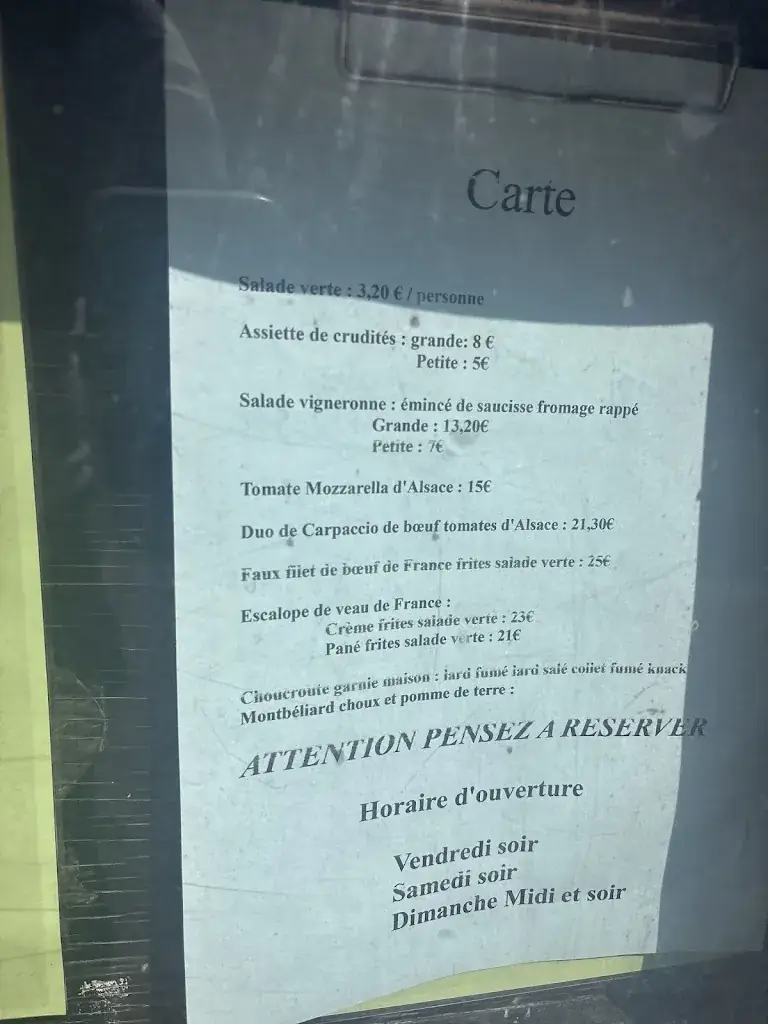 Carte
Salade verte : 3,20 € / personne
Assiette de crudités : grande: 8 €
Petite : 5€
Salade vigneronne : émincé de saucisse fromage rappé
Grande : 13,20€
Petite : 7€
Tomate Mozzarella d'Alsace : 15€
Duo de Carpaccio de bœuf tomates d'Alsace : 21,30€
Faux filet de bœuf de France frites salade verte : 25€
Escalope de veau de France :
Crème frites salade verte : 23€
Pané frites salade verte : 21€
Choucroute garnie maison : lard fumé lard salé collet fumé knack
Montbéliard choux et pomme de terre :
ATTENTION PENSEZ A RESERVER
Horaire d'ouverture
Vendredi soir
Samedi soir
Dimanche Midi et soir